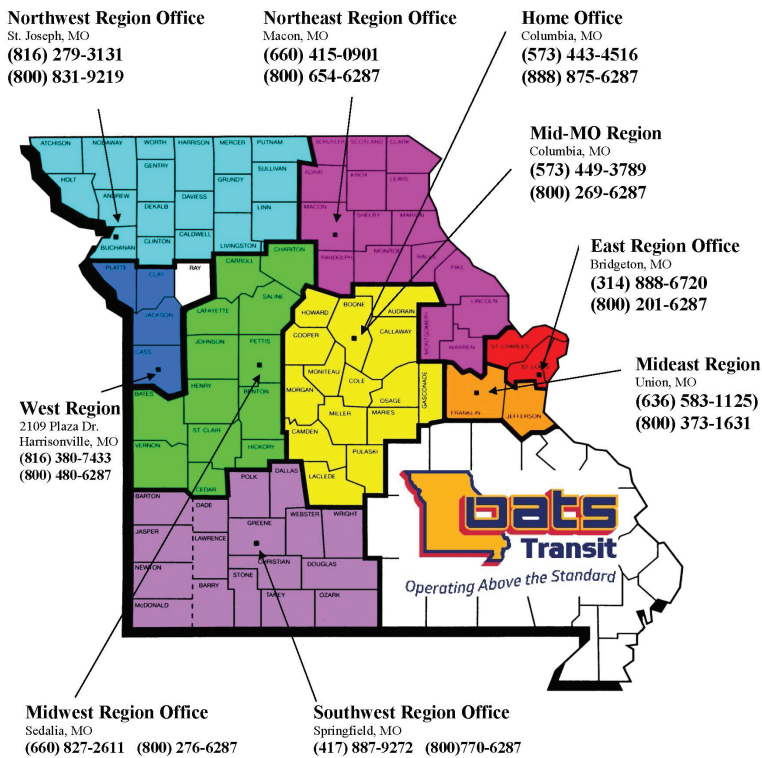 Northwest Region Office
St. Joseph, MO
(816) 279-3131
(800) 831-9219
Northeast Region Office
Macon, MO
(660) 415-0901
(800) 654-6287
Home Office
Columbia, MO
(573) 443-4516
(888) 875-6287
Mid-MO Region
Columbia, MO
(573) 449-3789
(800) 269-6287
East Region Office
Bridgeton, MO
(314) 888-6720
(800) 201-6287
Mideast Region
Union, MO
(636) 583-1125)
(800) 373-1631
West Region
2109 Plaza Dr.
Harrisonville, MO
(816) 380-7433
(800) 480-6287
ATCHISON
NODAWAY
WORTH
HARRISON
MERCER
PUTNAM
GENTRY
SULLIVAN
HOLT
GRUNDY
ANDREW
DAVIESS
DEKALB
LINN
CALDWELL
CLINTON
LIVINGSTON
BUCHANAN
SCHUYLER
SCOTLAND
CLARK
ADAIR
KNOX
LEWIS
MACON
SHELBY
MARION
RANDOLPH
MONROE
RALLS
PIKE
LINCOLN
MONTGOMERY
WARREN
PLATTE
CLAY
RAY
JACKSON
CASS
CARROLL
CHARITON
SALINE
LAFAYETTE
JOHNSON
PETTIS
HENRY
BENTON
BATES
ST. CLAIR
VERNON
HICKORY
CEDAR
HOWARD
BOONE
AUDRAIN
COOPER
CALLAWAY
MONITEAU
COLE
MORGAN
OSAGE
GASCONADE
MILLER
MARIES
CAMDEN
PULASKI
LACLEDE
ST. CHARLES
ST. LOUIS
FRANKLIN
JEFFERSON
BARTON
POLK
DALLAS
DADE
GREENE
WEBSTER
WRIGHT
JASPER
LAWRENCE
NEWTON
CHRISTIAN
DOUGLAS
STONE
BARRY
TANEY
OZARK
McDONALD
oats
Transit
Operating Above the Standard
Midwest Region Office
Sedalia, MO
(660) 827-2611 (800) 276-6287
Southwest Region Office
Springfield, MO
(417) 887-9272 (800)770-6287